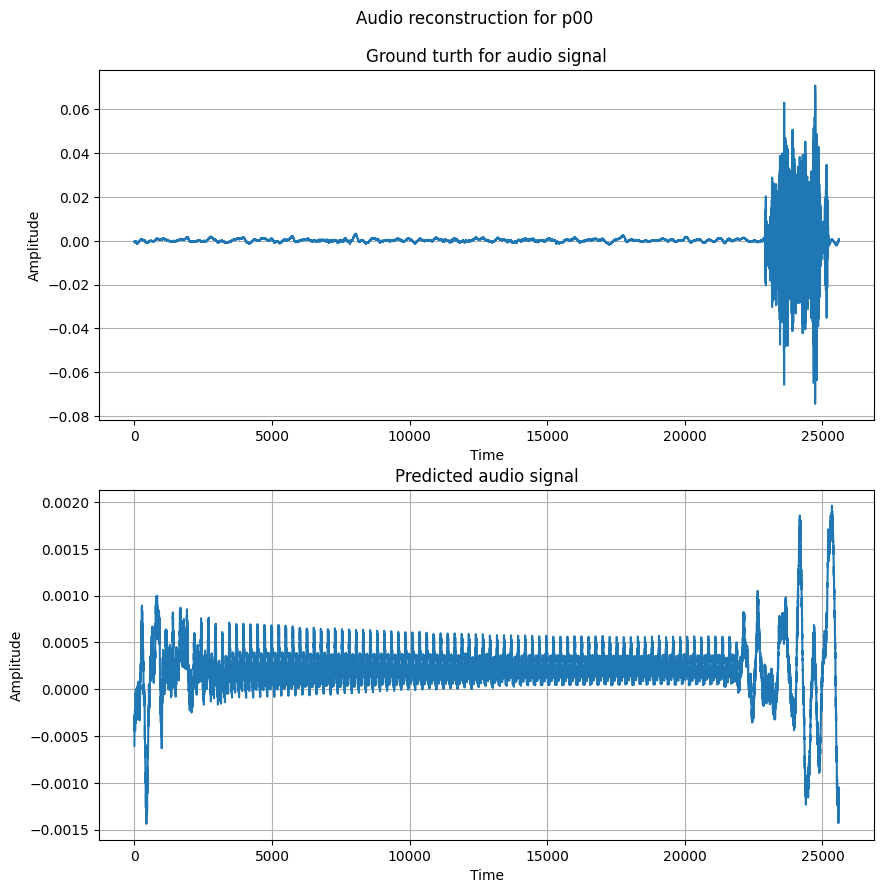 Audio reconstruction for p00
Ground turth for audio signal
0.06
0.04
0.02
0.00
−0.02
−0.04
−0.06
−0.08
Amplitude
0 5000 10000 15000 20000 25000
Time
Predicted audio signal
0.0020
0.0015
0.0010
0.0005
0.0000
−0.0005
−0.0010
−0.0015
Amplitude
0 5000 10000 15000 20000 25000
Time